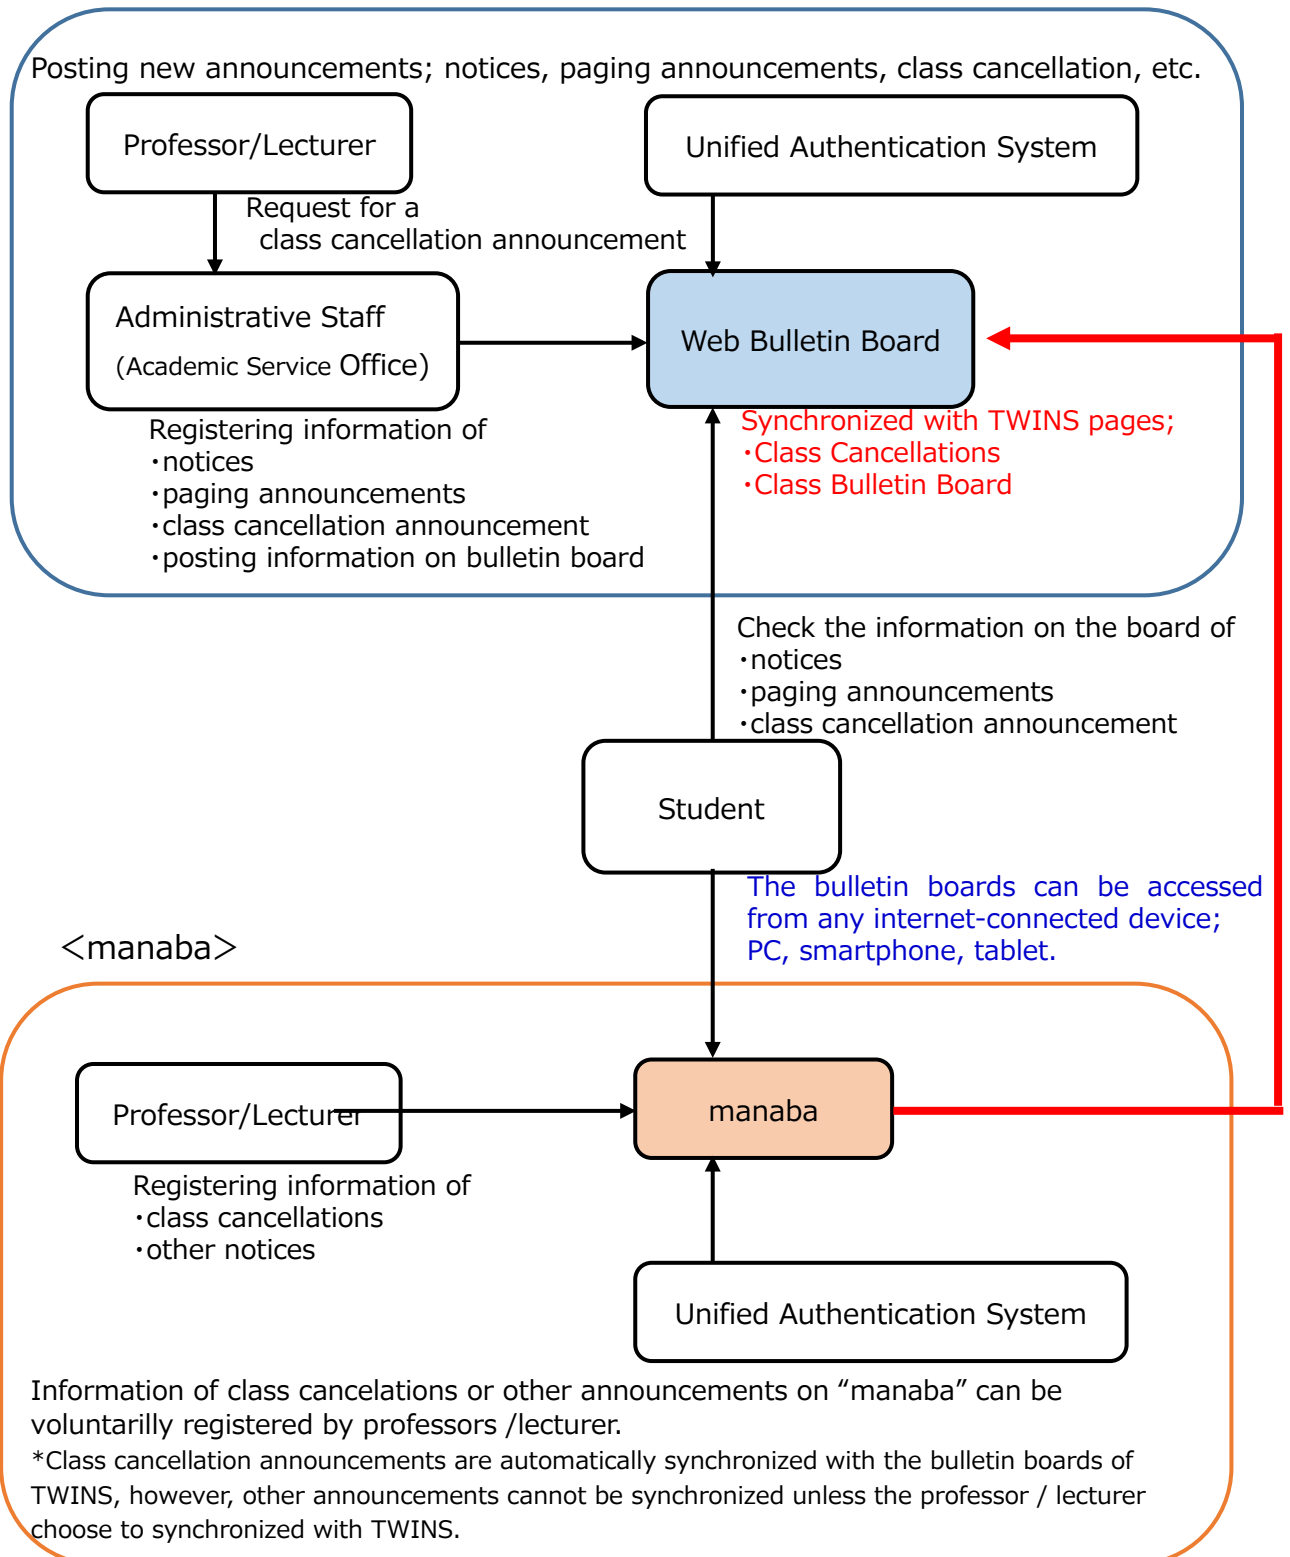 Posting new announcements; notices, paging announcements, class cancellation, etc.
Professor/Lecturer
Unified Authentication System
Request for a
class cancellation announcement
Administrative Staff
(Academic Service Office)
Web Bulletin Board
Registering information of
・notices
・paging announcements
・class cancellation announcement
・posting information on bulletin board
Synchronized with TWINS pages;
・Class Cancellations
・Class Bulletin Board
Check the information on the board of
・notices
・paging announcements
・class cancellation announcement
Student
The bulletin boards can be accessed
from any internet-connected device;
PC, smartphone, tablet.
＜manaba＞
Professor/Lecturer
manaba
Registering information of
・class cancellations
・other notices
Unified Authentication System
Information of class cancelations or other announcements on “manaba” can be
voluntarilly registered by professors /lecturer.
*Class cancellation announcements are automatically synchronized with the bulletin boards of
TWINS, however, other announcements cannot be synchronized unless the professor / lecturer
choose to synchronized with TWINS.